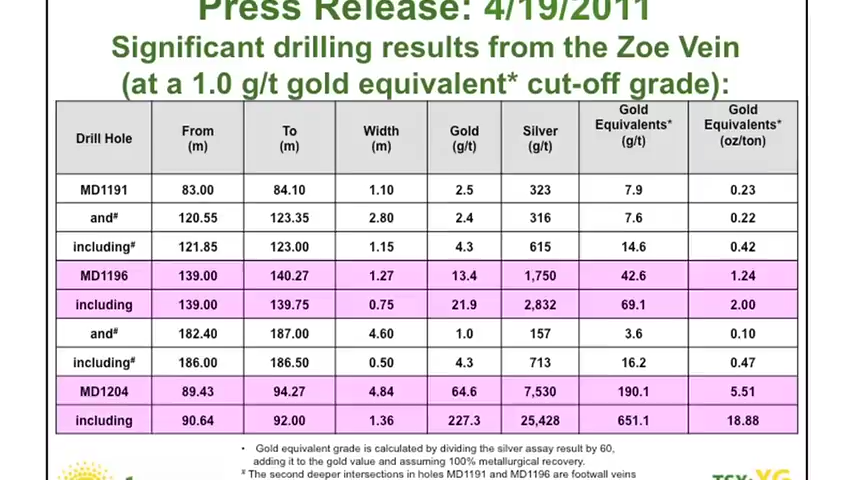 Press Release: 4/19/2011
Significant drilling results from the Zoe Vein
(at a 1.0 g/t gold equivalent* cut-off grade):
Drill Hole From (m) To (m) Width (m) Gold (g/t) Silver (g/t) Gold Equivalents* (g/t) Gold Equivalents* (oz/ton)
MD1191 83.00 84.10 1.10 2.5 323 7.9 0.23
and# 120.55 123.35 2.80 2.4 316 7.6 0.22
including# 121.85 123.00 1.15 4.3 615 14.6 0.42
MD1196 139.00 140.27 1.27 13.4 1,750 42.6 1.24
including 139.00 139.75 0.75 21.9 2,832 69.1 2.00
and# 182.40 187.00 4.60 1.0 157 3.6 0.10
including# 186.00 186.50 0.50 4.3 713 16.2 0.47
MD1204 89.43 94.27 4.84 64.6 7,530 190.1 5.51
including 90.64 92.00 1.36 227.3 25,428 651.1 18.88
• Gold equivalent grade is calculated by dividing the silver assay result by 60,
adding it to the gold value and assuming 100% metallurgical recovery.
# The second deeper intersections in holes MD1191 and MD1196 are footwall veins
TSX:XG